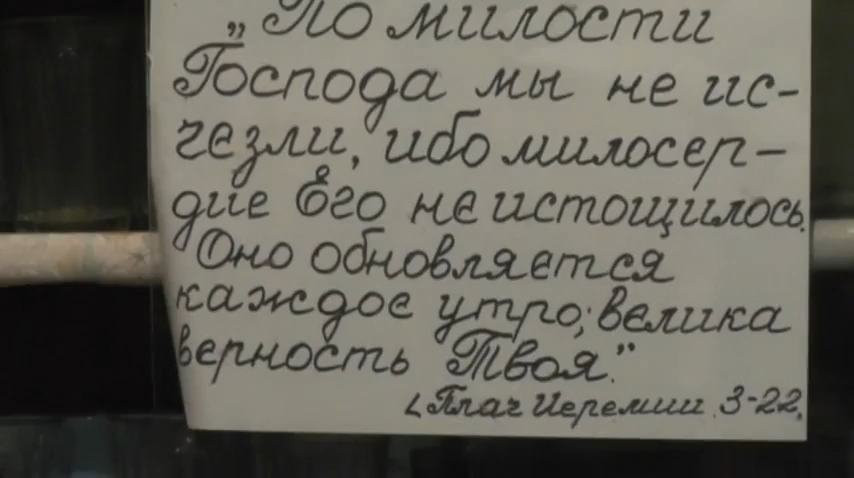 „По милости
Господа мы не ис-
чезли, ибо милосер-
дие Его не истощилось.
Оно обновляется
каждое утро; велика
верность Твоя."
Плач Иеремии 3-22.